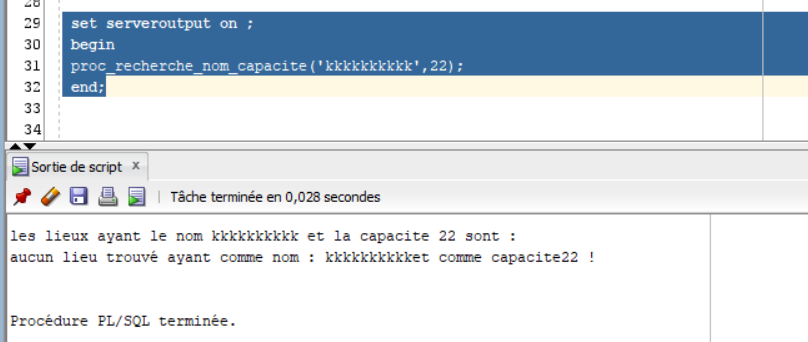 28
29 set serveroutput on ;
30 begin
31 proc_recherche_nom_capacite('kkkkkkkkkk',22);
32 end;
33
34
Sortie de script x
Tâche terminée en 0,028 secondes
les lieux ayant le nom kkkkkkkkkk et la capacite 22 sont :
aucun lieu trouvé ayant comme nom : kkkkkkkkkket comme capacite22 !
Procédure PL/SQL terminée.